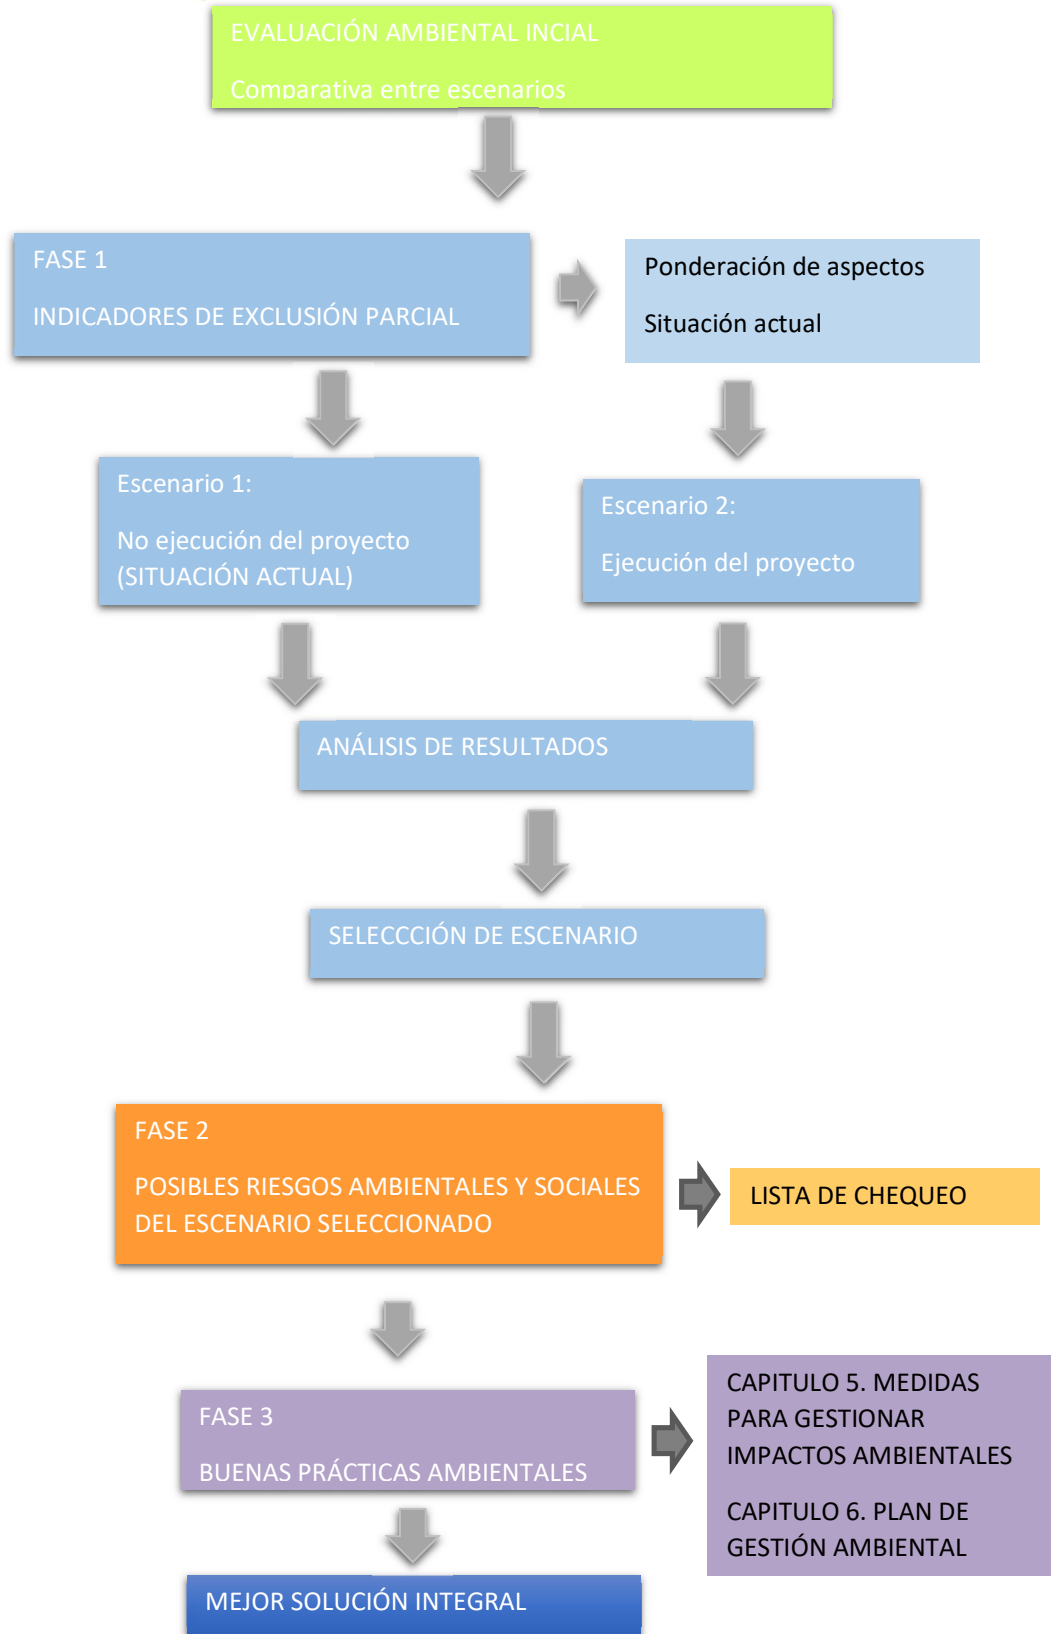 EVALUACIÓN AMBIENTAL INCIAL
Comparativa entre escenarios
FASE 1
INDICADORES DE EXCLUSIÓN PARCIAL
Ponderación de aspectos
Situación actual
Escenario 1:
No ejecución del proyecto
(SITUACIÓN ACTUAL)
Escenario 2:
Ejecución del proyecto
ANÁLISIS DE RESULTADOS
SELECCCIÓN DE ESCENARIO
FASE 2
POSIBLES RIESGOS AMBIENTALES Y SOCIALES
DEL ESCENARIO SELECCIONADO
LISTA DE CHEQUEO
FASE 3
BUENAS PRÁCTICAS AMBIENTALES
CAPITULO 5. MEDIDAS
PARA GESTIONAR
IMPACTOS AMBIENTALES
CAPITULO 6. PLAN DE
GESTIÓN AMBIENTAL
MEJOR SOLUCIÓN INTEGRAL